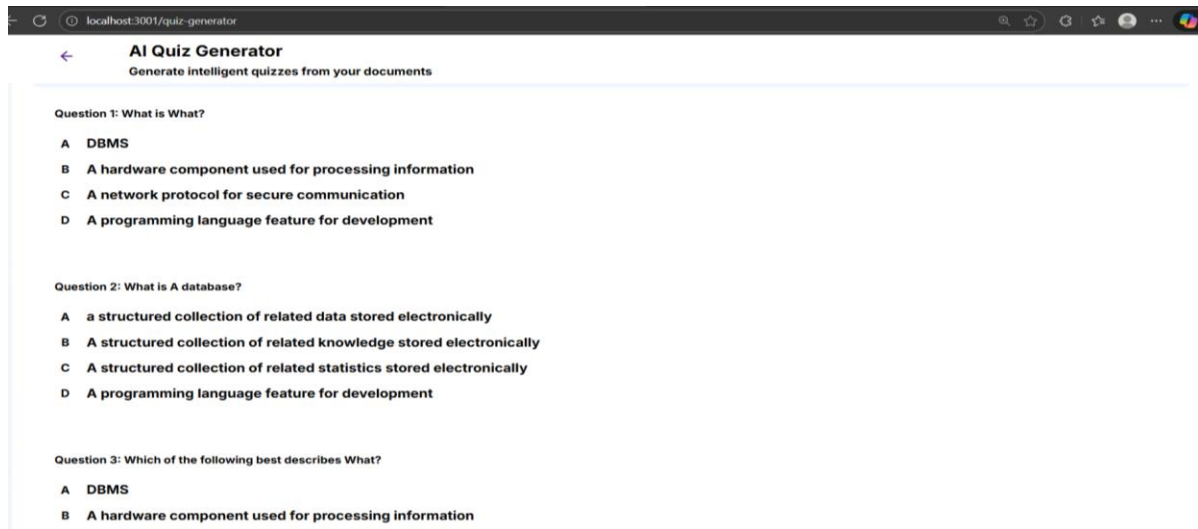 localhost:3001/quiz-generator
AI Quiz Generator
Generate intelligent quizzes from your documents
Question 1: What is What?
A DBMS
B A hardware component used for processing information
C A network protocol for secure communication
D A programming language feature for development
Question 2: What is A database?
A a structured collection of related data stored electronically
B A structured collection of related knowledge stored electronically
C A structured collection of related statistics stored electronically
D A programming language feature for development
Question 3: Which of the following best describes What?
A DBMS
B A hardware component used for processing information